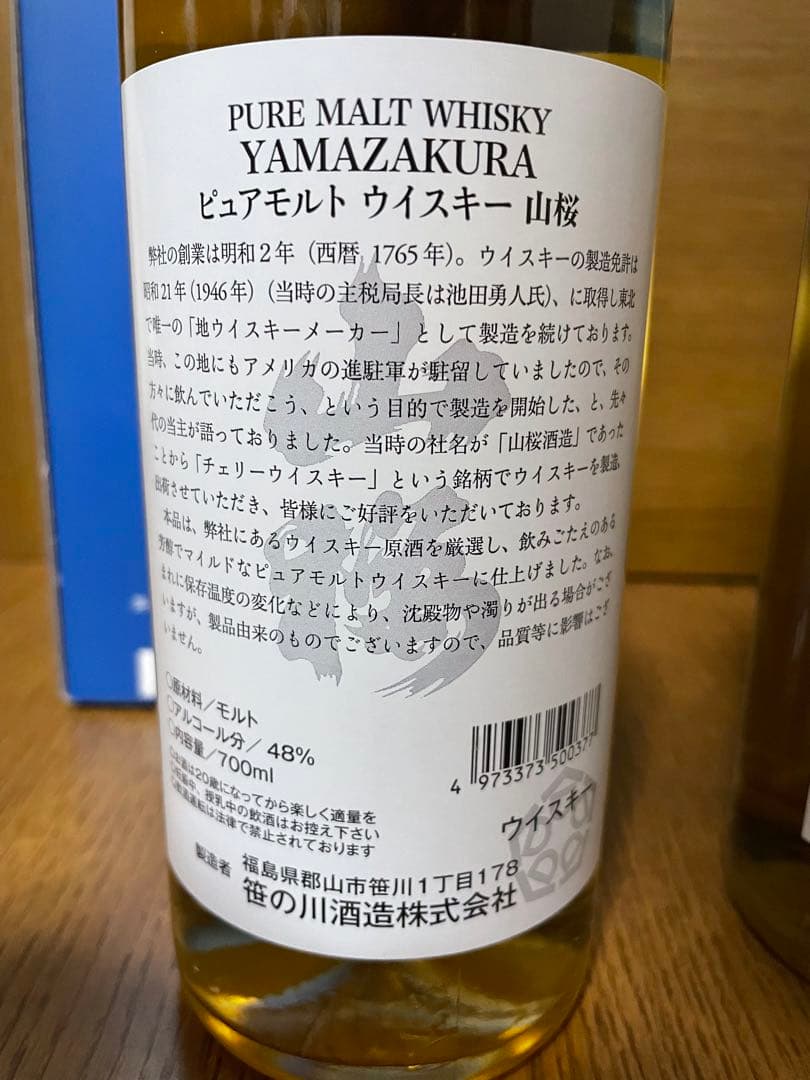 PURE MALT WHISKY
YAMAZAKURA
ピュアモルト ウイスキー 山桜
弊社の創業は明和2年(西暦 1765年)。ウイスキーの製造免許は
昭和21年(1946年)(当時の主税局長は池田勇人氏)、に取得し東北
で唯一の「地ウイスキーメーカー」として製造を続けております。
当時、この地にもアメリカの進駐軍が駐留していましたので、その
方々に飲んでいただこう、という目的で製造を開始した、と、先々
代の当主が語っておりました。当時の社名が「山桜酒造」であった
ことから「チェリーウイスキー」という銘柄でウイスキーを製造、
出荷させていただき、皆様にご好評をいただいております。
本品は、弊社にあるウイスキー原酒を厳選し、飲みごたえのある
芳醇でマイルドなピュアモルトウイスキーに仕上げました。なお、
まれに保存温度の変化などにより、沈殿物や濁りが出る場合がござ
いますが、製品由来のものでございますので、品質等に影響はござ
いません。
○原材料/モルト
○アルコール分/48%
○内容量/700ml
○お酒は20歳になってから楽しく適量を
○妊娠中、授乳中の飲酒はお控え下さい
○飲酒運転は法律で禁止されております
4 973373 500377
ウイスキー
製造者 福島県郡山市笹川1丁目178
笹の川酒造株式会社